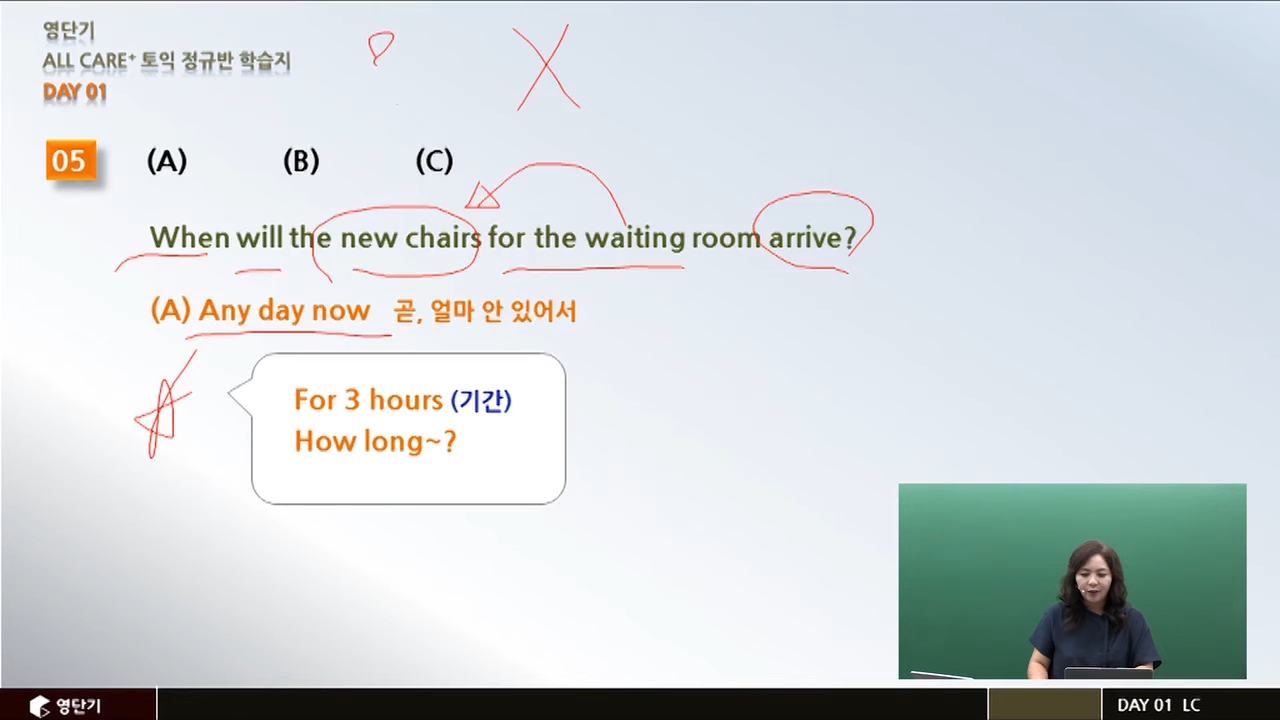 영단기
ALL CARE+ 토익 정규반 학습지
DAY 01
05 (A) (B) (C)
When will the new chairs for the waiting room arrive?
(A) Any day now 곧, 얼마 안 있어서
For 3 hours (기간)
How long~?
영단기
DAY 01 LC